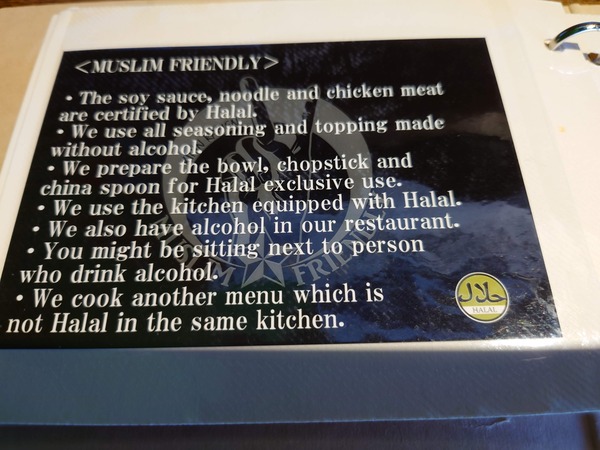 <MUSLIM FRIENDLY>
・The soy sauce, noodle and chicken meat
are certified by Halal.
・We use all seasoning and topping made
without alcohol.
・We prepare the bowl, chopstick and
china spoon for Halal exclusive use.
・We use the kitchen equipped with Halal.
・We also have alcohol in our restaurant.
・You might be sitting next to person
who drink alcohol.
・We cook another menu which is
not Halal in the same kitchen.
حلال
HALAL
MUSLIM FRIENDLY